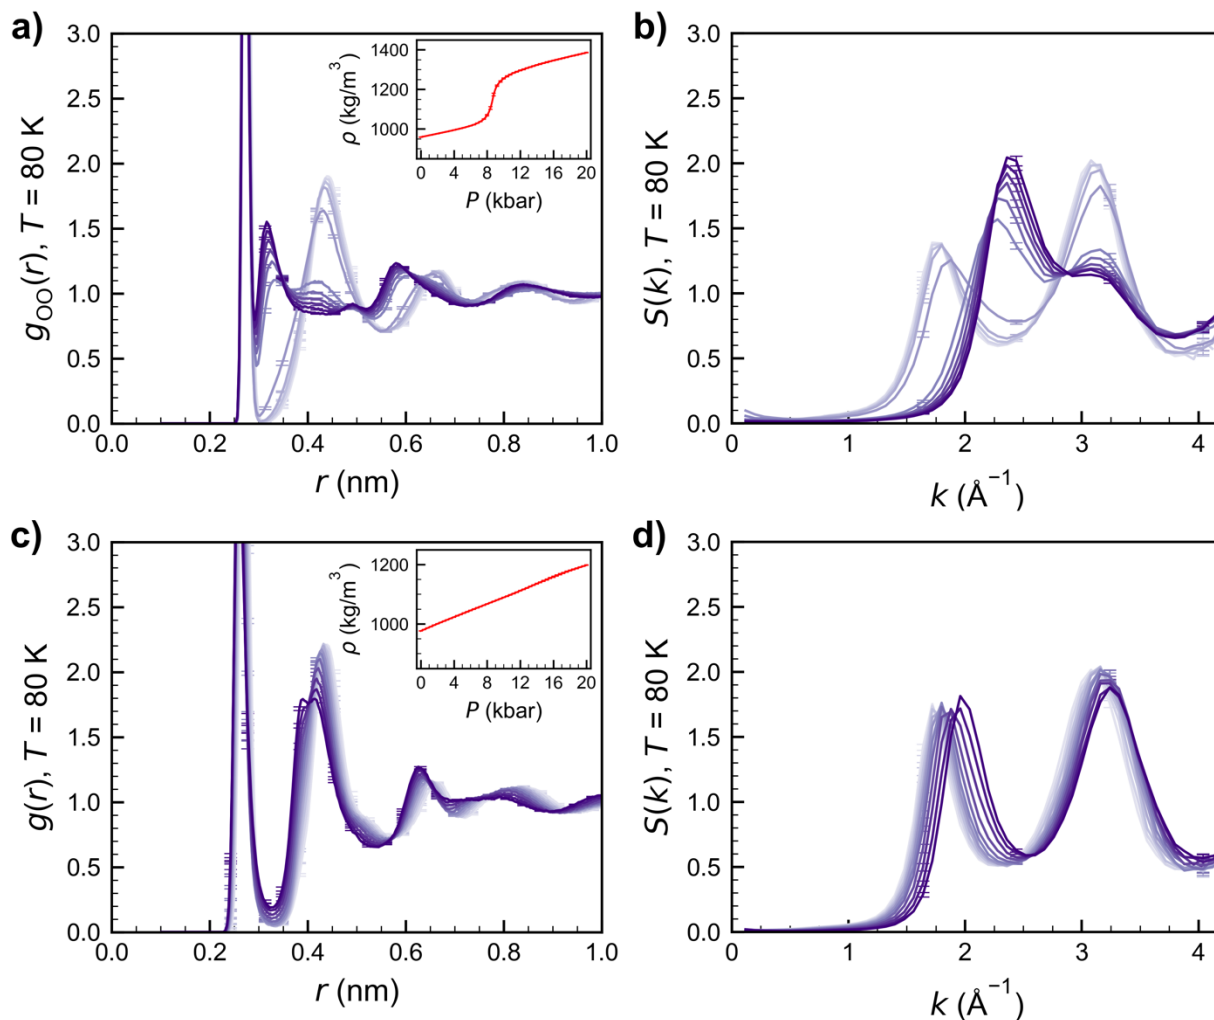 a)
3.0
2.5
2.0
1.5
1.0
0.5
0.0
g_OO(r), T = 80 K
0.0 0.2 0.4 0.6 0.8 1.0
r (nm)
1400
1200
1000
ρ (kg/m³)
0 4 8 12 16 20
P (kbar)
b)
3.0
2.5
2.0
1.5
1.0
0.5
0.0
S(k), T = 80 K
1 2 3 4
k (Å⁻¹)
c)
3.0
2.5
2.0
1.5
1.0
0.5
0.0
g(r), T = 80 K
0.0 0.2 0.4 0.6 0.8 1.0
r (nm)
1200
1000
ρ (kg/m³)
0 4 8 12 16 20
P (kbar)
d)
3.0
2.5
2.0
1.5
1.0
0.5
0.0
S(k), T = 80 K
0 1 2 3 4
k (Å⁻¹)